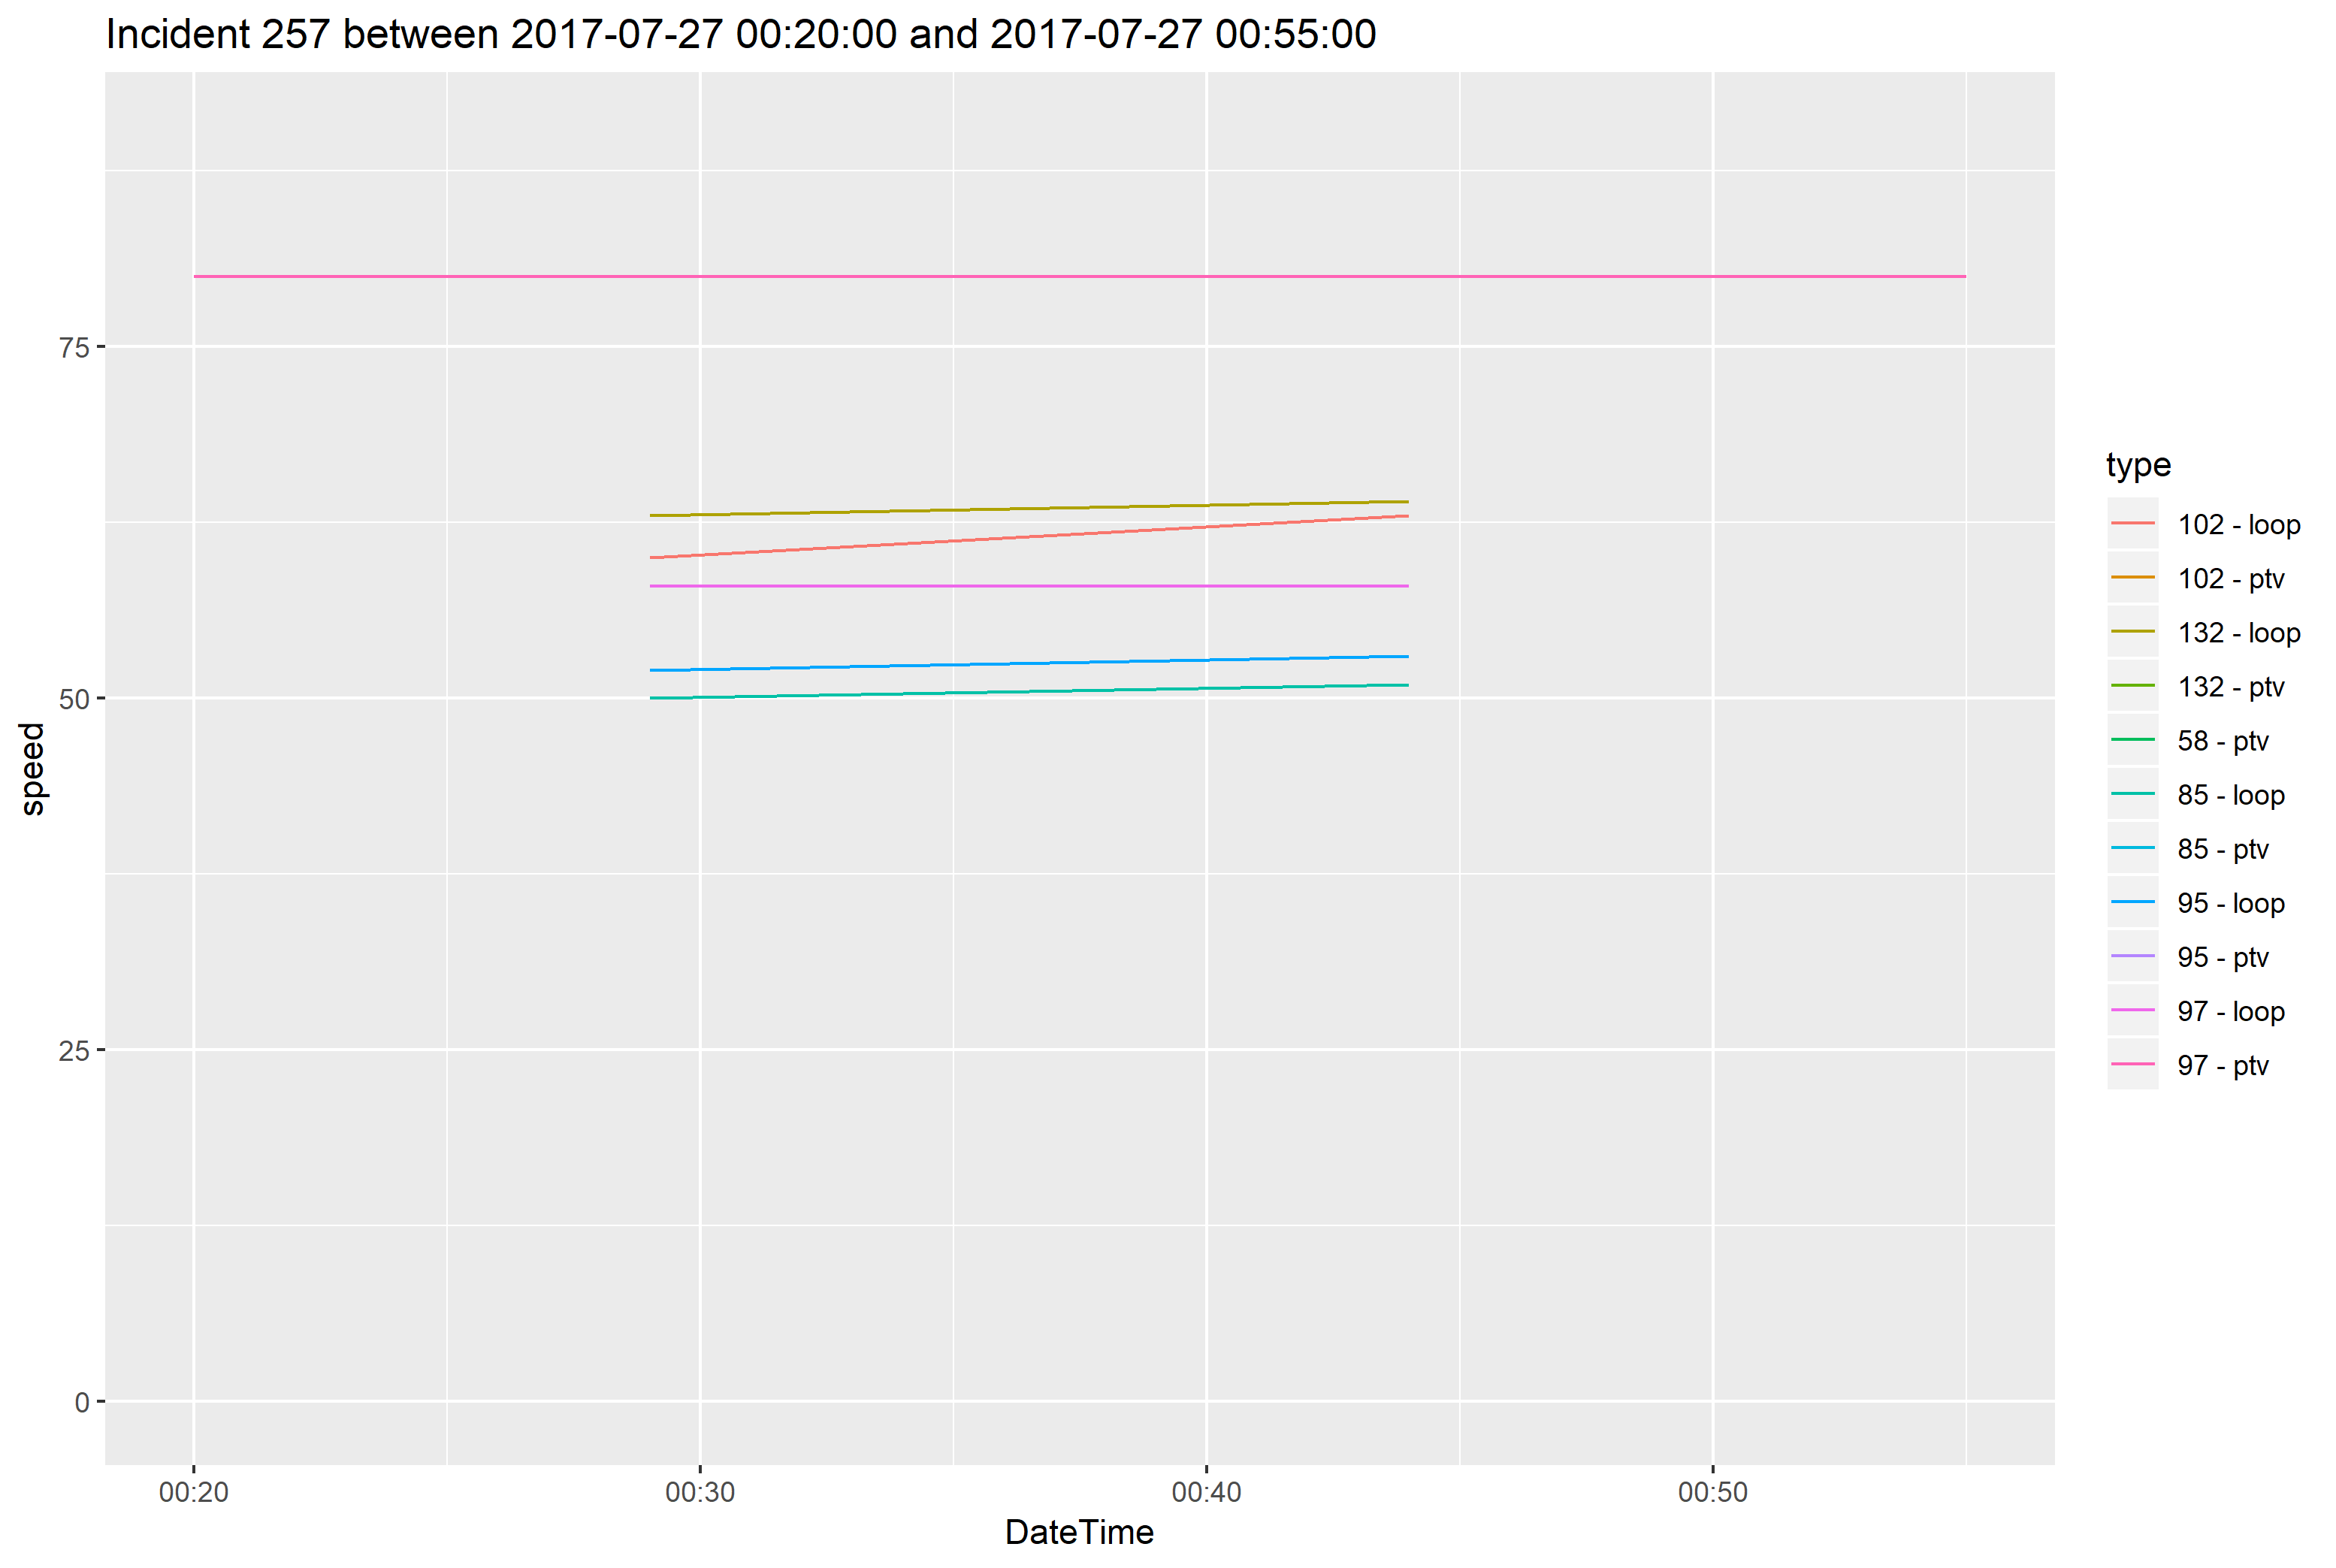 Incident 257 between 2017-07-27 00:20:00 and 2017-07-27 00:55:00
75
50
25
0
speed
00:20
00:30
00:40
00:50
DateTime
type
102 - loop
102 - ptv
132 - loop
132 - ptv
58 - ptv
85 - loop
85 - ptv
95 - loop
95 - ptv
97 - loop
97 - ptv